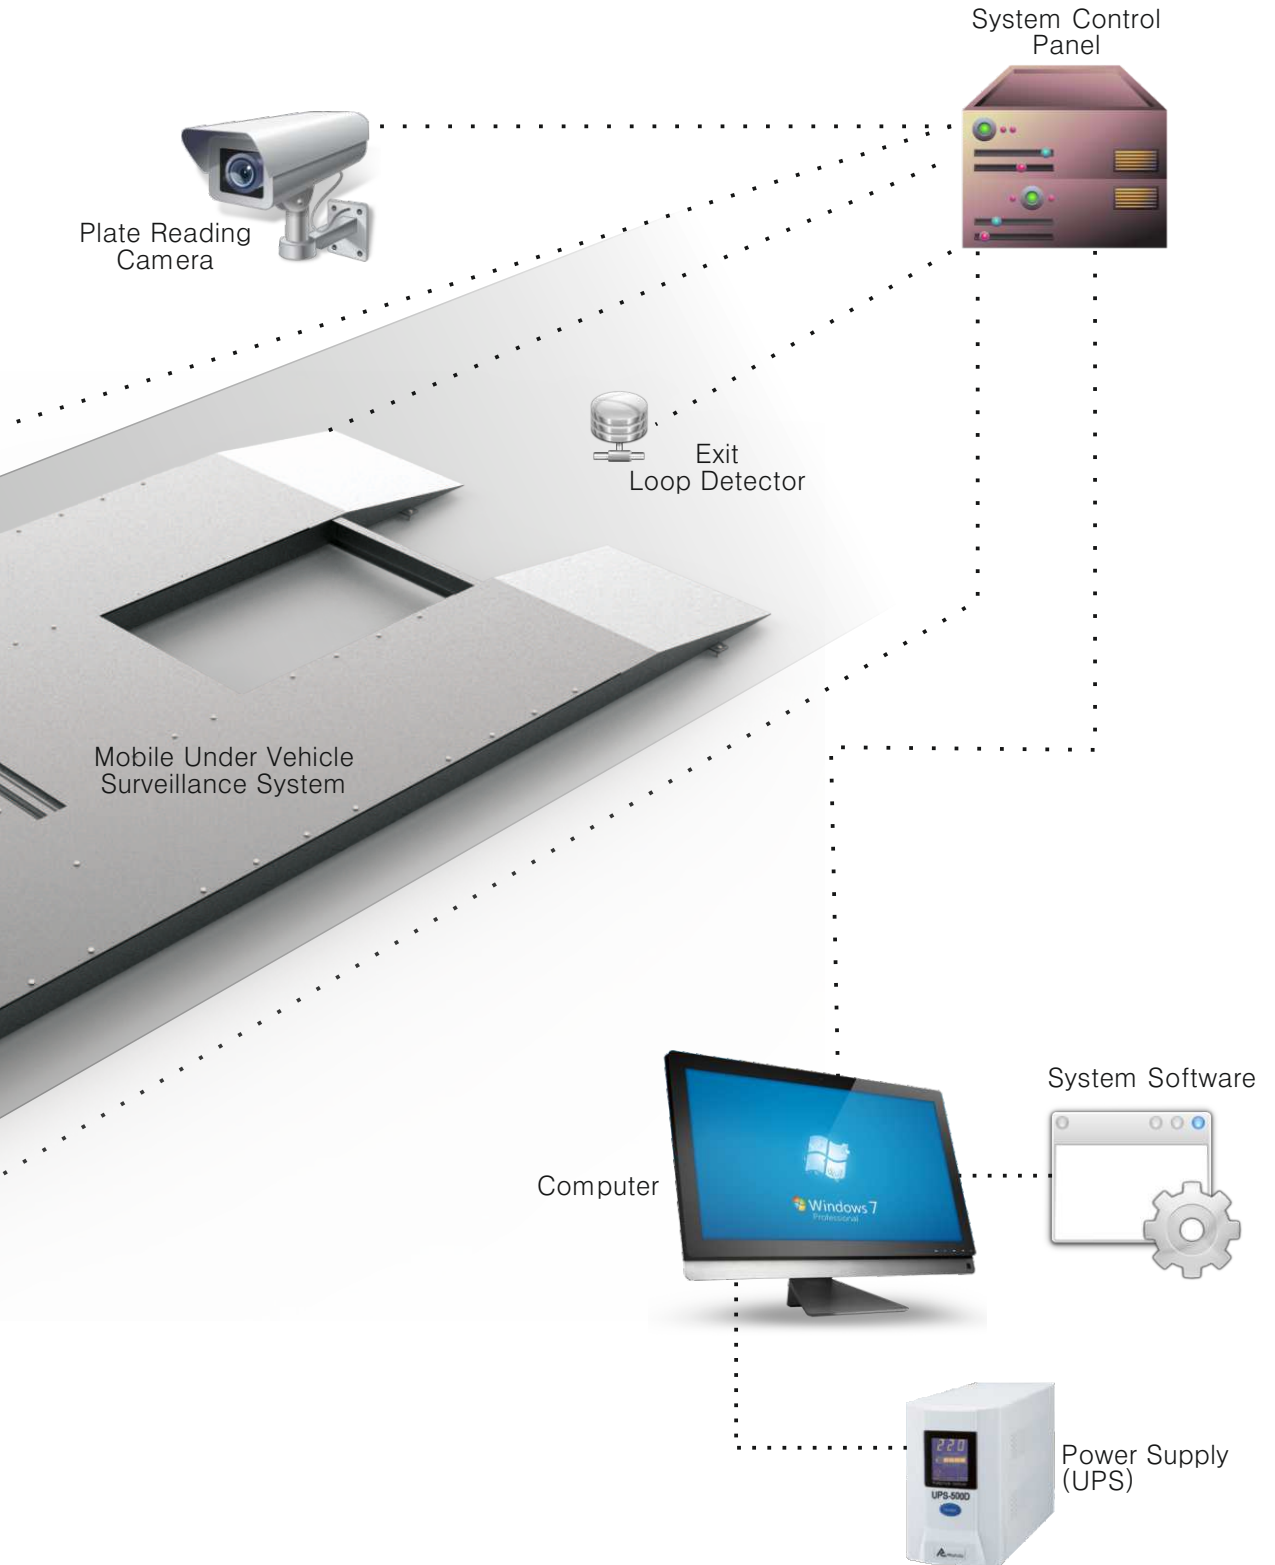 System Control
Panel
Plate Reading
Camera
Exit
Loop Detector
Mobile Under Vehicle
Surveillance System
System Software
Computer
Windows 7
Professional
220
UPS-500D
Power Supply
(UPS)